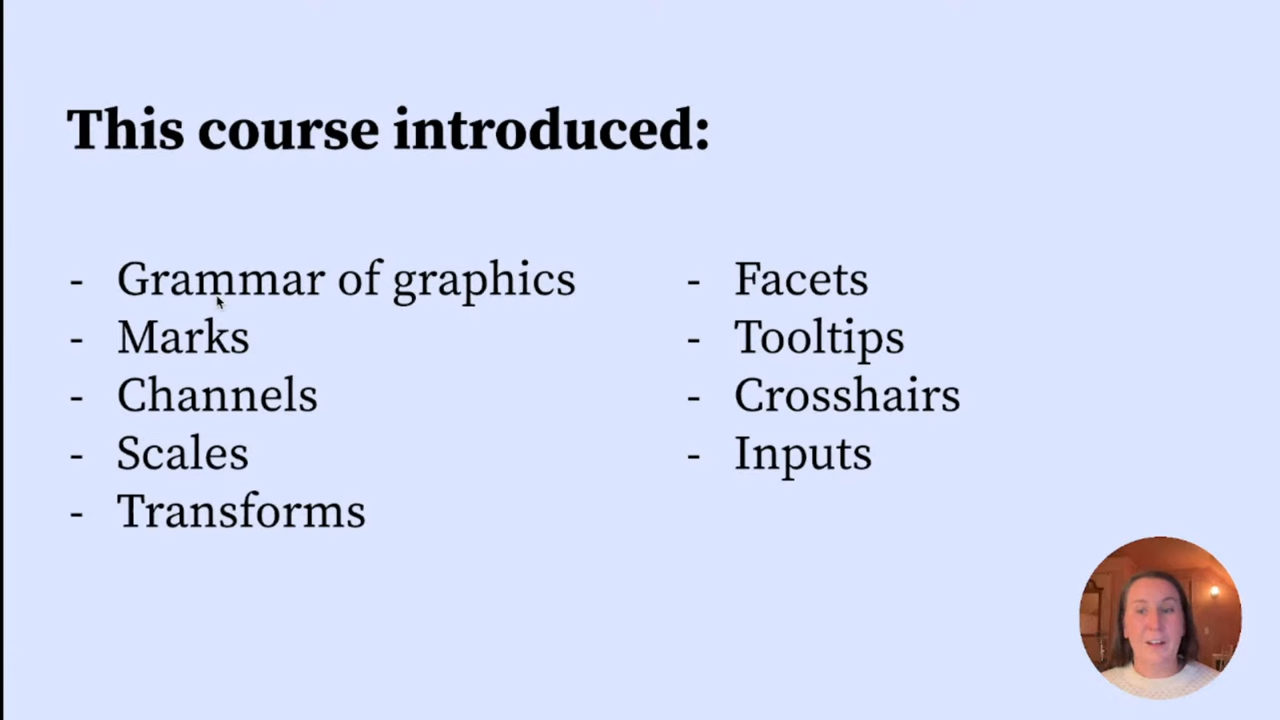 This course introduced:
- Grammar of graphics
- Marks
- Channels
- Scales
- Transforms
- Facets
- Tooltips
- Crosshairs
- Inputs